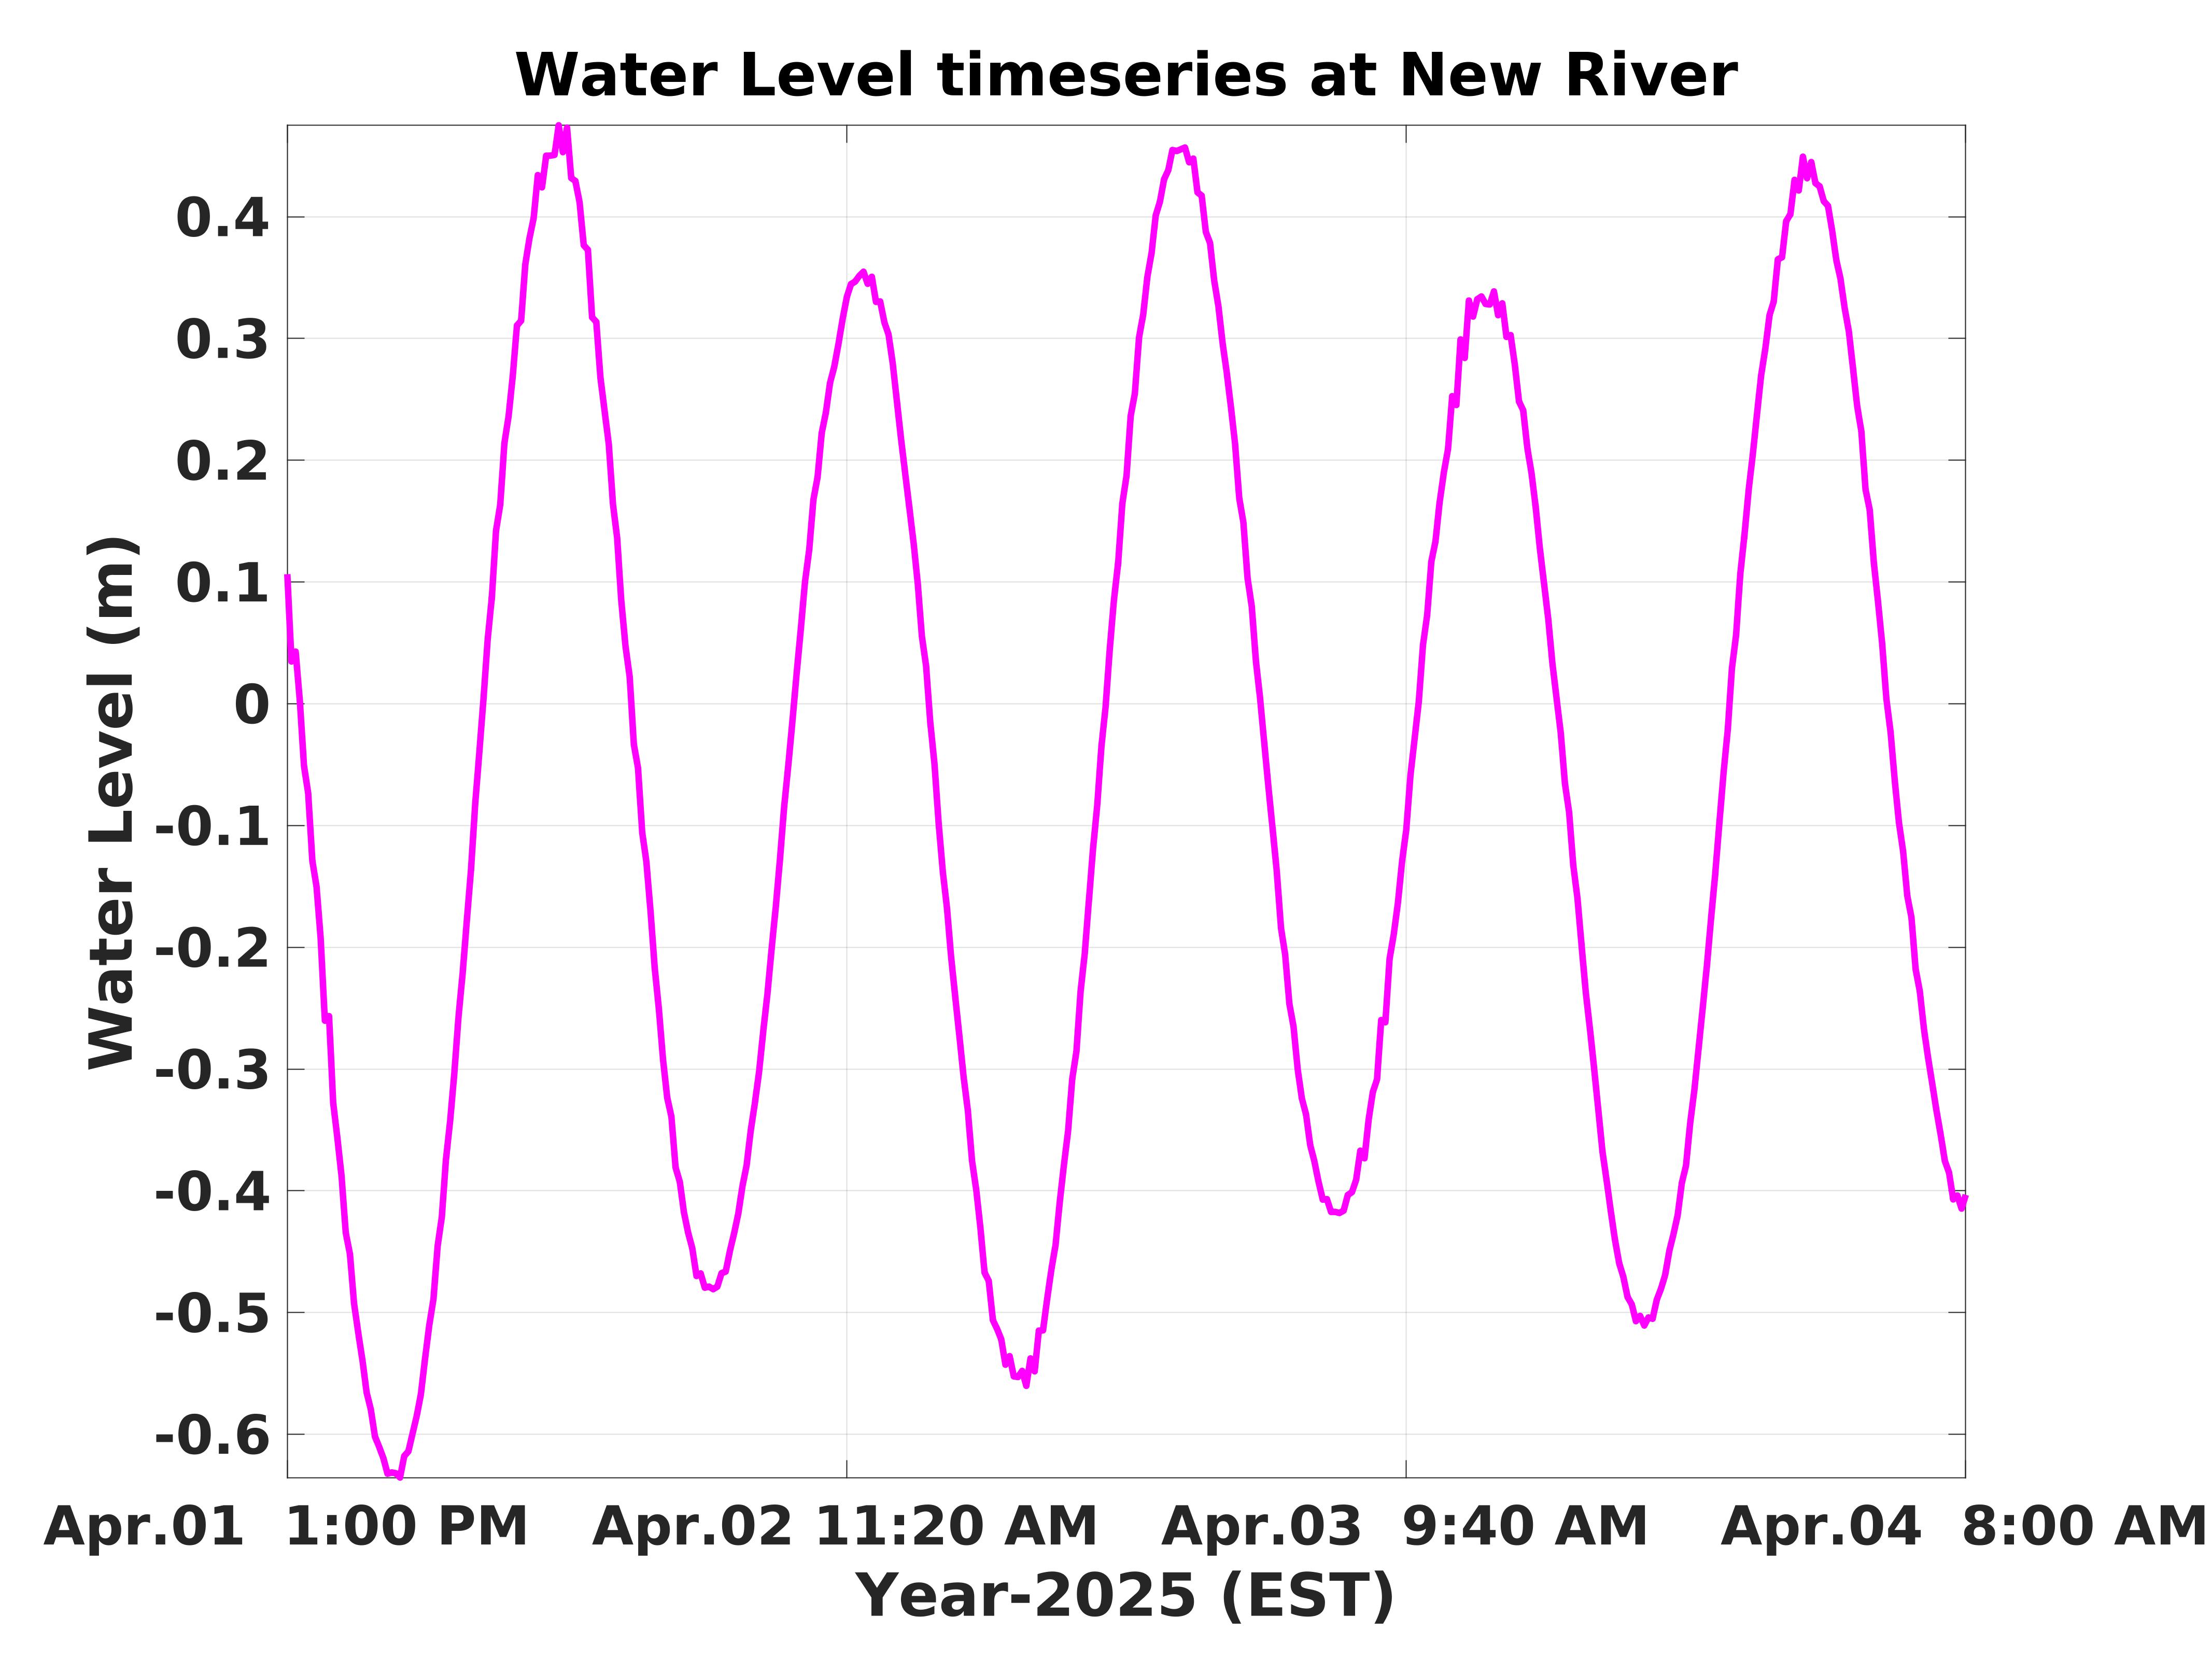 Water Level timeseries at New River
Water Level (m)
0.4
0.3
0.2
0.1
0
-0.1
-0.2
-0.3
-0.4
-0.5
-0.6
Apr.01 1:00 PM Apr.02 11:20 AM Apr.03 9:40 AM Apr.04 8:00 AM
Year-2025 (EST)